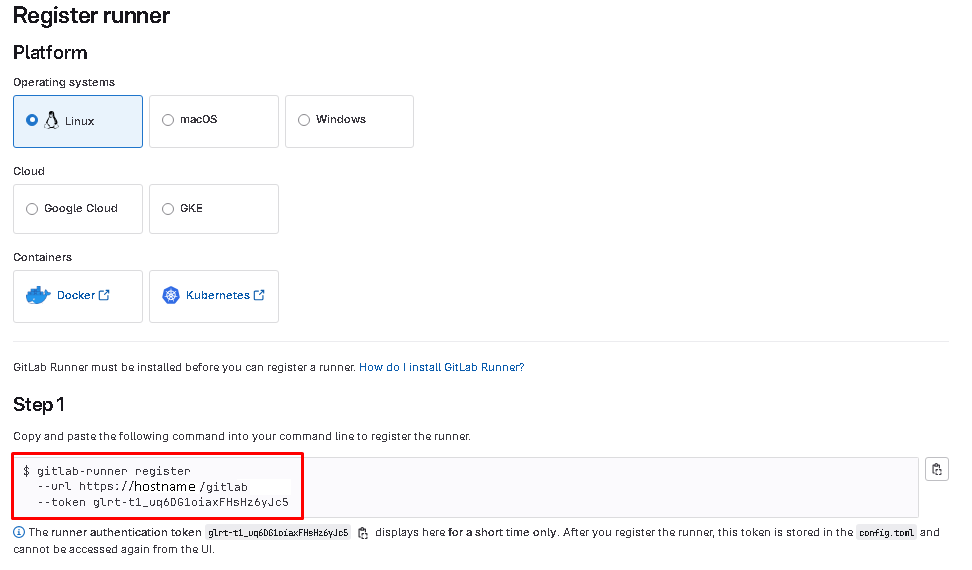 Register runner
Platform
Operating systems
Linux
macOS
Windows
Cloud
Google Cloud
GKE
Containers
Docker
Kubernetes
GitLab Runner must be installed before you can register a runner. How do I install GitLab Runner?
Step 1
Copy and paste the following command into your command line to register the runner.
$ gitlab-runner register
--url https://hostname /gitlab
--token glrt-t1_uq6DG1oiaxFHsHz6yJc5
The runner authentication token glrt-t1_uq6DG1oiaxFHsHz6yJc5 displays here for a short time only. After you register the runner, this token is stored in the config.toml and
cannot be accessed again from the UI.